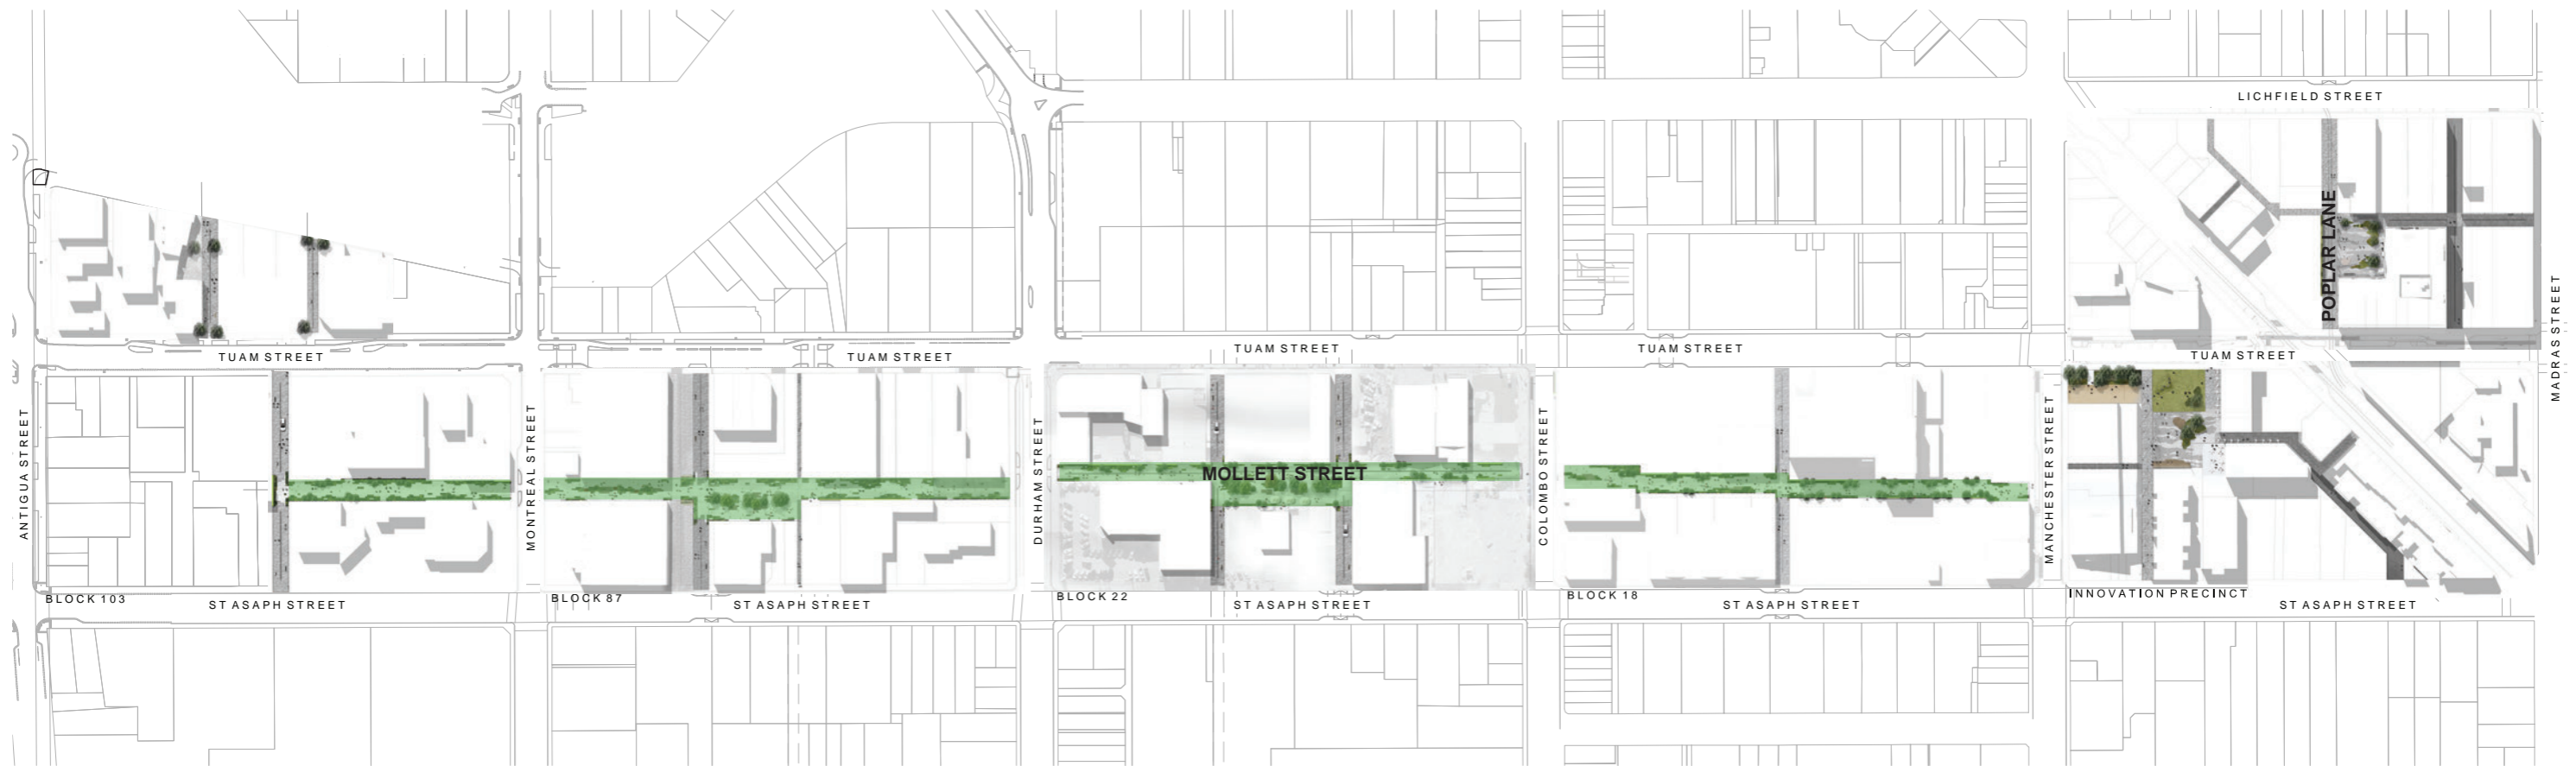 LICHFIELD STREET
POPLAR LANE
MADRAS STREET
TUAM STREET
TUAM STREET
TUAM STREET
TUAM STREET
TUAM STREET
ANTIGUA STREET
MONTREAL STREET
DURHAM STREET
MOLLETT STREET
COLOMBO STREET
MANCHESTER STREET
BLOCK 103
ST ASAPH STREET
BLOCK 87
ST ASAPH STREET
BLOCK 22
ST ASAPH STREET
BLOCK 18
ST ASAPH STREET
INNOVATION PRECINCT
ST ASAPH STREET